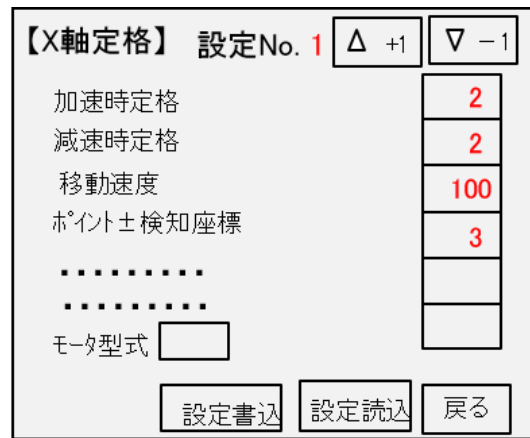 【X軸定格】 設定No. 1 Δ +1 ∇ －1
加速時定格 2
減速時定格 2
移動速度 100
ﾎﾟｲﾝﾄ±検知座標 3
・・・・・・・・・
・・・・・・・・・
ﾓｰﾀ型式
設定書込 設定読込 戻る